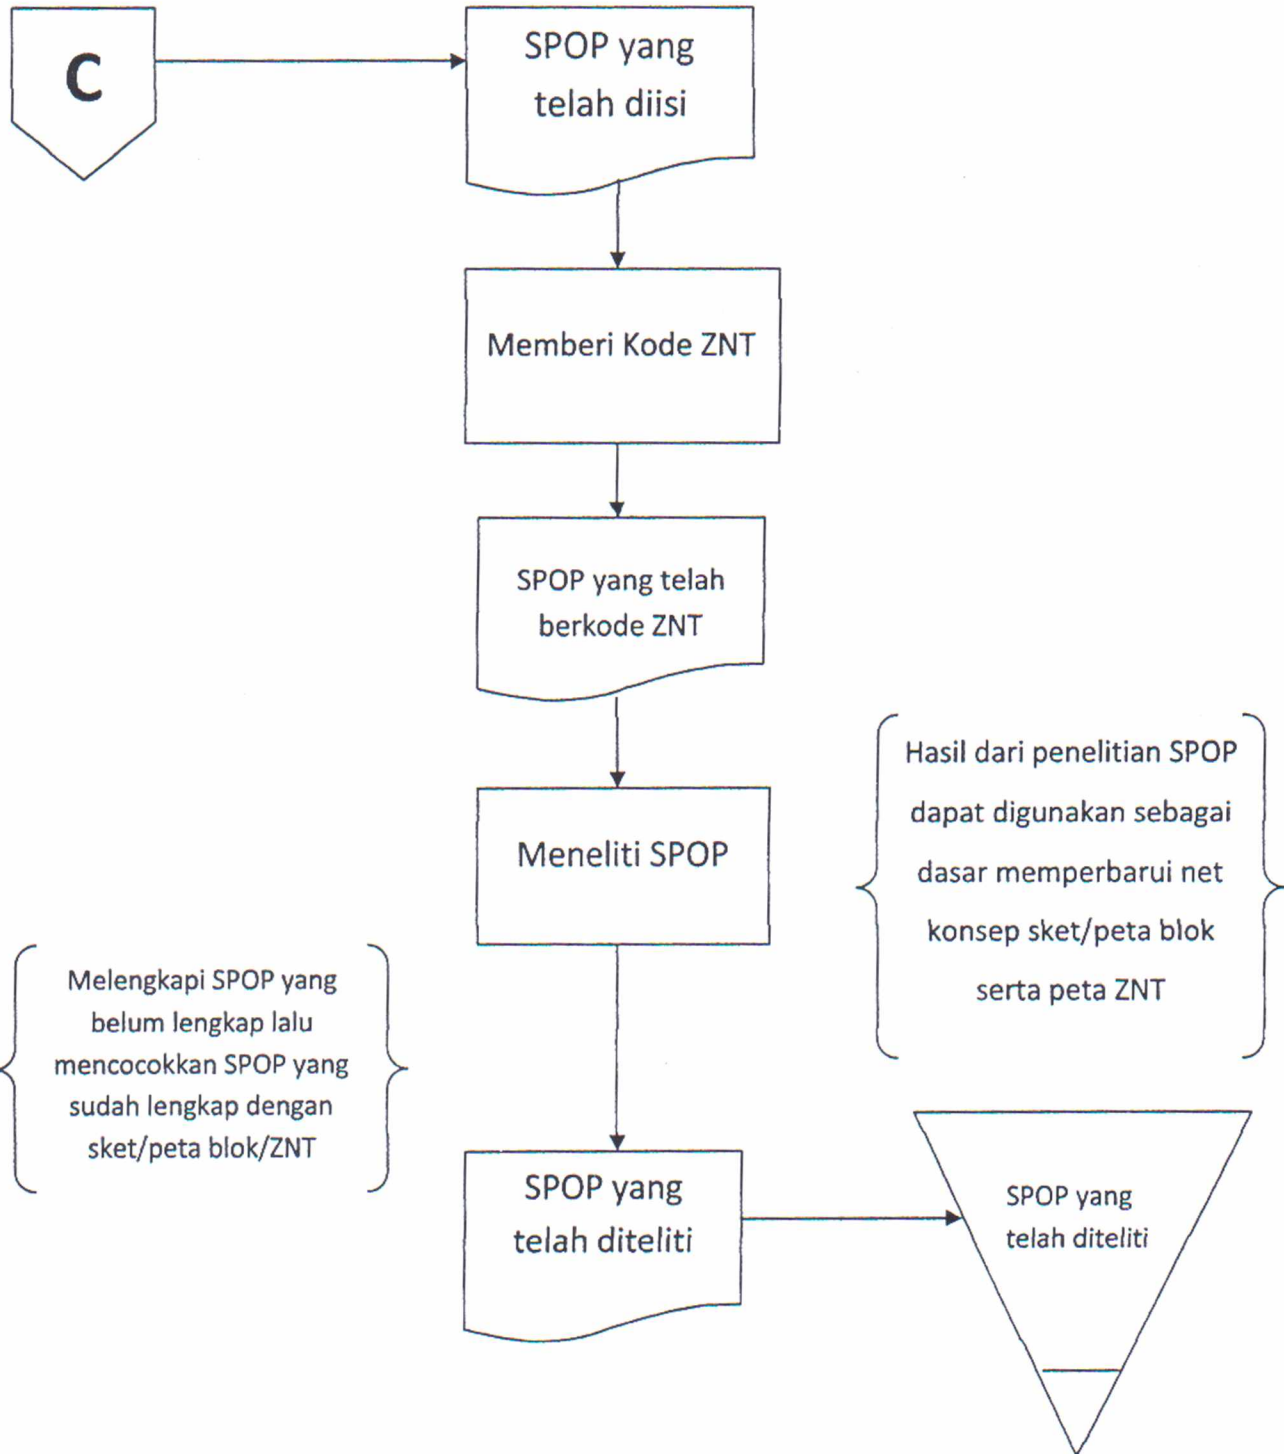 C
SPOP yang
telah diisi
Memberi Kode ZNT
SPOP yang telah
berkode ZNT
Meneliti SPOP
Hasil dari penelitian SPOP
dapat digunakan sebagai
dasar memperbarui net
konsep sket/peta blok
serta peta ZNT
Melengkapi SPOP yang
belum lengkap lalu
mencocokkan SPOP yang
sudah lengkap dengan
sket/peta blok/ZNT
SPOP yang
telah diteliti
SPOP yang
telah diteliti